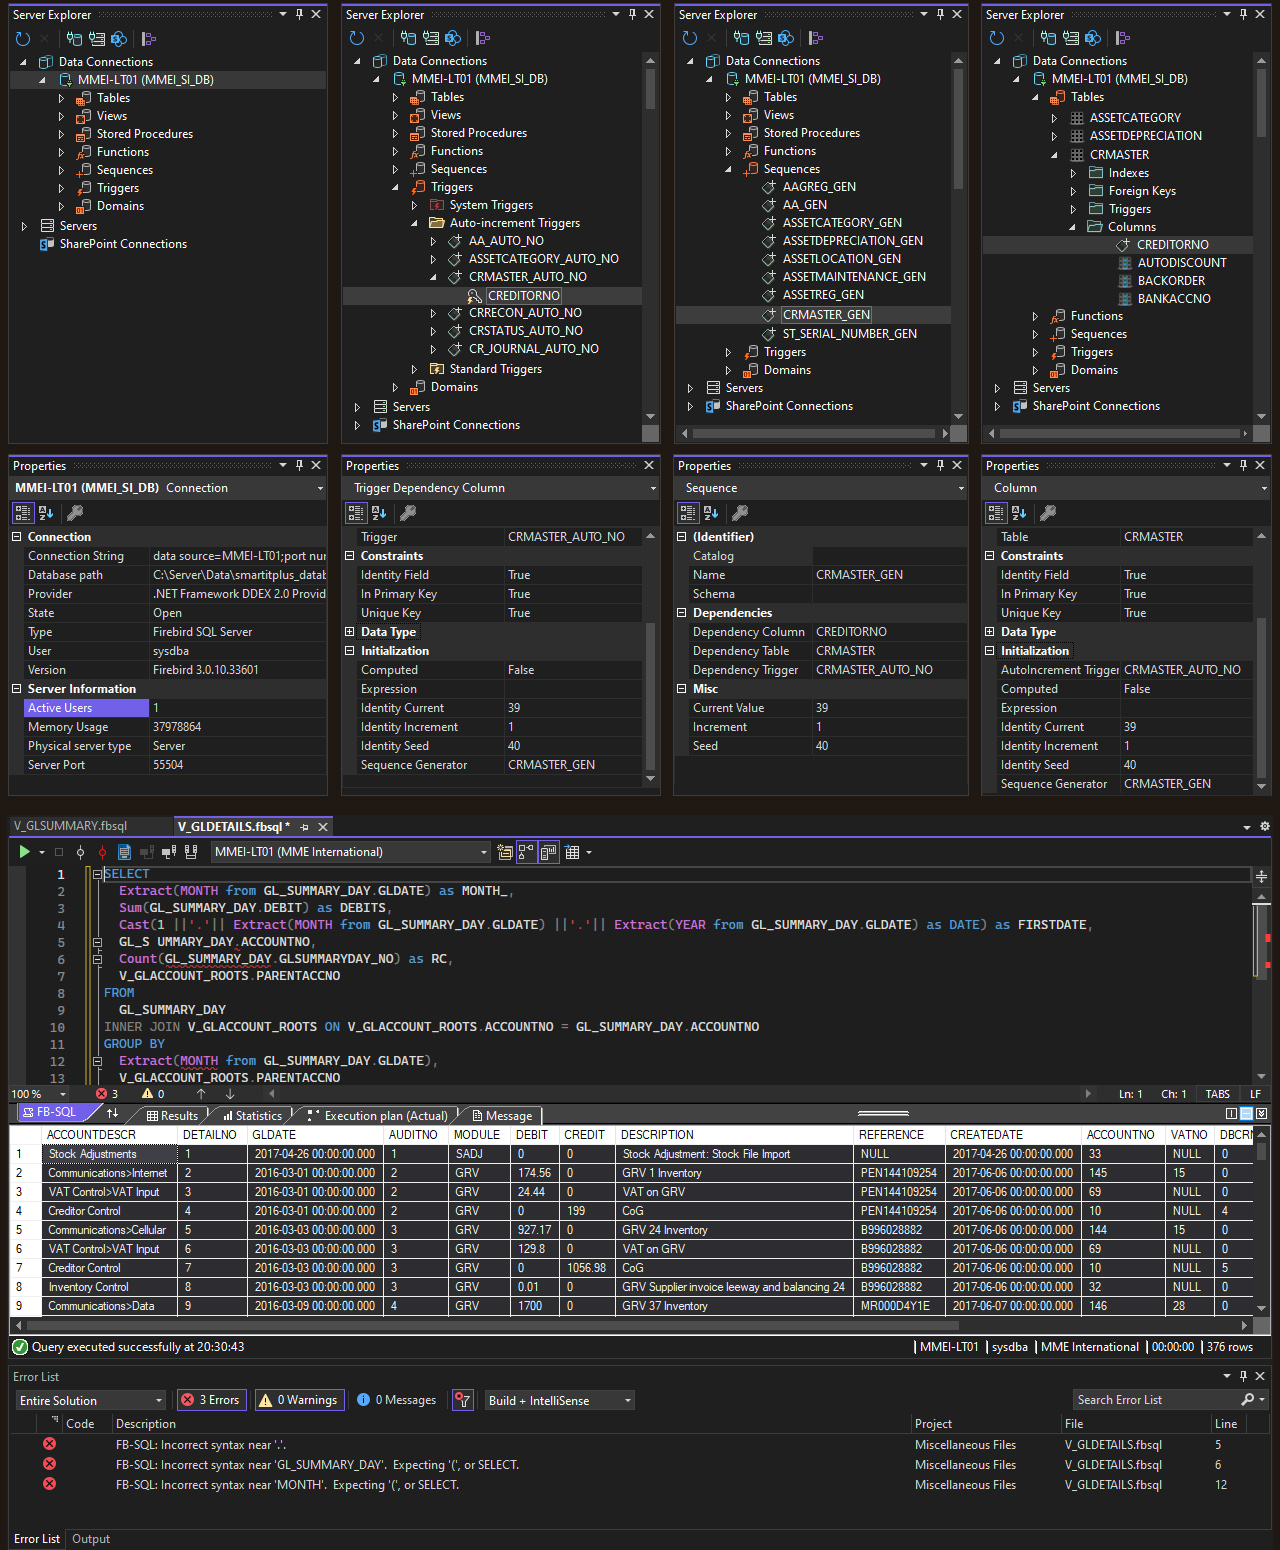 Server Explorer
Data Connections
MMEI-LT01 (MMEI_SI_DB)
Tables
Views
Stored Procedures
Functions
Sequences
Triggers
Domains
Servers
SharePoint Connections
Server Explorer
Data Connections
MMEI-LT01 (MMEI_SI_DB)
Tables
Views
Stored Procedures
Functions
Sequences
Triggers
System Triggers
Auto-increment Triggers
AA_AUTO_NO
ASSETCATEGORY_AUTO_NO
CRMASTER_AUTO_NO
CREDITORNO
CRRECON_AUTO_NO
CRSTATUS_AUTO_NO
CR_JOURNAL_AUTO_NO
Standard Triggers
Domains
Servers
SharePoint Connections
Server Explorer
Data Connections
MMEI-LT01 (MMEI_SI_DB)
Tables
Views
Stored Procedures
Functions
Sequences
AAGREG_GEN
AA_GEN
ASSETCATEGORY_GEN
ASSETDEPRECIATION_GEN
ASSETLOCATION_GEN
ASSETMAINTENANCE_GEN
ASSETREG_GEN
CRMASTER_GEN
ST_SERIAL_NUMBER_GEN
Triggers
Domains
Servers
SharePoint Connections
Server Explorer
Data Connections
MMEI-LT01 (MMEI_SI_DB)
Tables
ASSETCATEGORY
ASSETDEPRECIATION
CRMASTER
Indexes
Foreign Keys
Triggers
Columns
CREDITORNO
AUTODISCOUNT
BACKORDER
BANKACCNO
Functions
Sequences
Triggers
Domains
Servers
SharePoint Connections
Properties
MMEI-LT01 (MMEI_SI_DB) Connection
Connection
Connection String data source=MMEI-LT01;port nur
Database path C:\Server\Data\smartitplus_datab
Provider .NET Framework DDEX 2.0 Provid
State Open
Type Firebird SQL Server
User sysdba
Version Firebird 3.0.10.33601
Server Information
Active Users 1
Memory Usage 37978864
Physical server type Server
Server Port 55504
Properties
Trigger Dependency Column
Trigger CRMASTER_AUTO_NO
Constraints
Identity Field True
In Primary Key True
Unique Key True
Data Type
Initialization
Computed False
Expression
Identity Current 39
Identity Increment 1
Identity Seed 40
Sequence Generator CRMASTER_GEN
Properties
Sequence
(Identifier)
Catalog
Name CRMASTER_GEN
Schema
Dependencies
Dependency Column CREDITORNO
Dependency Table CRMASTER
Dependency Trigger CRMASTER_AUTO_NO
Misc
Current Value 39
Increment 1
Seed 40
Properties
Column
Table CRMASTER
Constraints
Identity Field True
In Primary Key True
Unique Key True
Data Type
Initialization
AutoIncrement Trigger CRMASTER_AUTO_NO
Computed False
Expression
Identity Current 39
Identity Increment 1
Identity Seed 40
Sequence Generator CRMASTER_GEN
V_GLSUMMARY.fbsql V_GLDETAILS.fbsql *
MMEI-LT01 (MME International)
1 SELECT
2 Extract(MONTH from GL_SUMMARY_DAY.GLDATE) as MONTH_,
3 Sum(GL_SUMMARY_DAY.DEBIT) as DEBITS,
4 Cast(1 ||'.'|| Extract(MONTH from GL_SUMMARY_DAY.GLDATE) ||'.'|| Extract(YEAR from GL_SUMMARY_DAY.GLDATE) as DATE) as FIRSTDATE,
5 GL_S UMMARY_DAY.ACCOUNTNO,
6 Count(GL_SUMMARY_DAY.GLSUMMARYDAY_NO) as RC,
7 V_GLACCOUNT_ROOTS.PARENTACCNO
8 FROM
9 GL_SUMMARY_DAY
10 INNER JOIN V_GLACCOUNT_ROOTS ON V_GLACCOUNT_ROOTS.ACCOUNTNO = GL_SUMMARY_DAY.ACCOUNTNO
11 GROUP BY
12 Extract(MONTH from GL_SUMMARY_DAY.GLDATE),
13 V_GLACCOUNT_ROOTS.PARENTACCNO
100 % 3 0 Ln: 1 Ch: 1 TABS LF
FB-SQL Results Statistics Execution plan (Actual) Message
ACCOUNTDESCR DETAILNO GLDATE AUDITNO MODULE DEBIT CREDIT DESCRIPTION REFERENCE CREATEDATE ACCOUNTNO VATNO DBCRN
1 Stock Adjustments 1 2017-04-26 00:00:00.000 1 SADJ 0 0 Stock Adjustment: Stock File Import NULL 2017-04-26 00:00:00.000 33 NULL 0
2 Communications>Internet 2 2016-03-01 00:00:00.000 2 GRV 174.56 0 GRV 1 Inventory PEN144109254 2017-06-06 00:00:00.000 145 15 0
3 VAT Control>VAT Input 3 2016-03-01 00:00:00.000 2 GRV 24.44 0 VAT on GRV PEN144109254 2017-06-06 00:00:00.000 69 NULL 0
4 Creditor Control 4 2016-03-01 00:00:00.000 2 GRV 0 199 CoG PEN144109254 2017-06-06 00:00:00.000 10 NULL 4
5 Communications>Cellular 5 2016-03-03 00:00:00.000 3 GRV 927.17 0 GRV 24 Inventory B996028882 2017-06-06 00:00:00.000 144 15 0
6 VAT Control>VAT Input 6 2016-03-03 00:00:00.000 3 GRV 129.8 0 VAT on GRV B996028882 2017-06-06 00:00:00.000 69 NULL 0
7 Creditor Control 7 2016-03-03 00:00:00.000 3 GRV 0 1056.98 CoG B996028882 2017-06-06 00:00:00.000 10 NULL 5
8 Inventory Control 8 2016-03-03 00:00:00.000 3 GRV 0.01 0 GRV Supplier invoice leeway and balancing 24 B996028882 2017-06-06 00:00:00.000 32 NULL 0
9 Communications>Data 9 2016-03-09 00:00:00.000 4 GRV 1700 0 GRV 37 Inventory MR000D4Y1E 2017-06-07 00:00:00.000 146 28 0
Query executed successfully at 20:30:43 MMEI-LT01 sysdba MME International 00:00:00 376 rows
Error List
Entire Solution 3 Errors 0 Warnings 0 Messages Build + IntelliSense Search Error List
Code Description Project File Line
FB-SQL: Incorrect syntax near '.'. Miscellaneous Files V_GLDETAILS.fbsql 5
FB-SQL: Incorrect syntax near 'GL_SUMMARY_DAY'. Expecting '(', or SELECT. Miscellaneous Files V_GLDETAILS.fbsql 6
FB-SQL: Incorrect syntax near 'MONTH'. Expecting '(', or SELECT. Miscellaneous Files V_GLDETAILS.fbsql 12
Error List Output